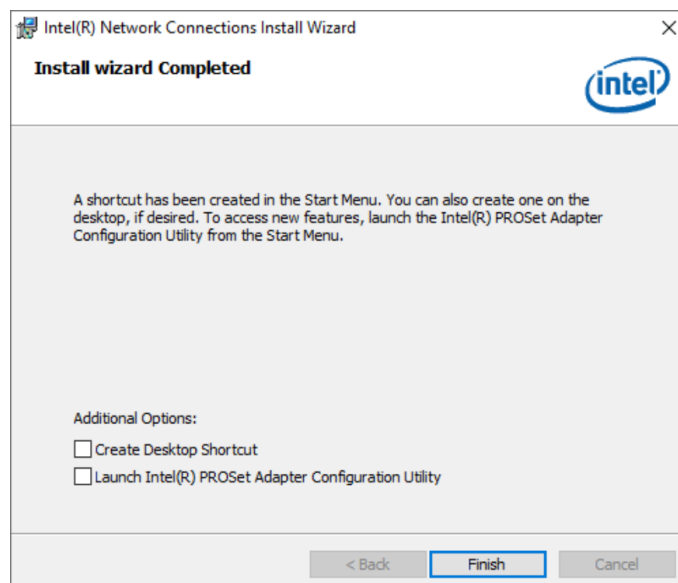 Intel(R) Network Connections Install Wizard
Install wizard Completed
intel
A shortcut has been created in the Start Menu. You can also create one on the
desktop, if desired. To access new features, launch the Intel(R) PROSet Adapter
Configuration Utility from the Start Menu.
Additional Options:
Create Desktop Shortcut
Launch Intel(R) PROSet Adapter Configuration Utility
< Back Finish Cancel